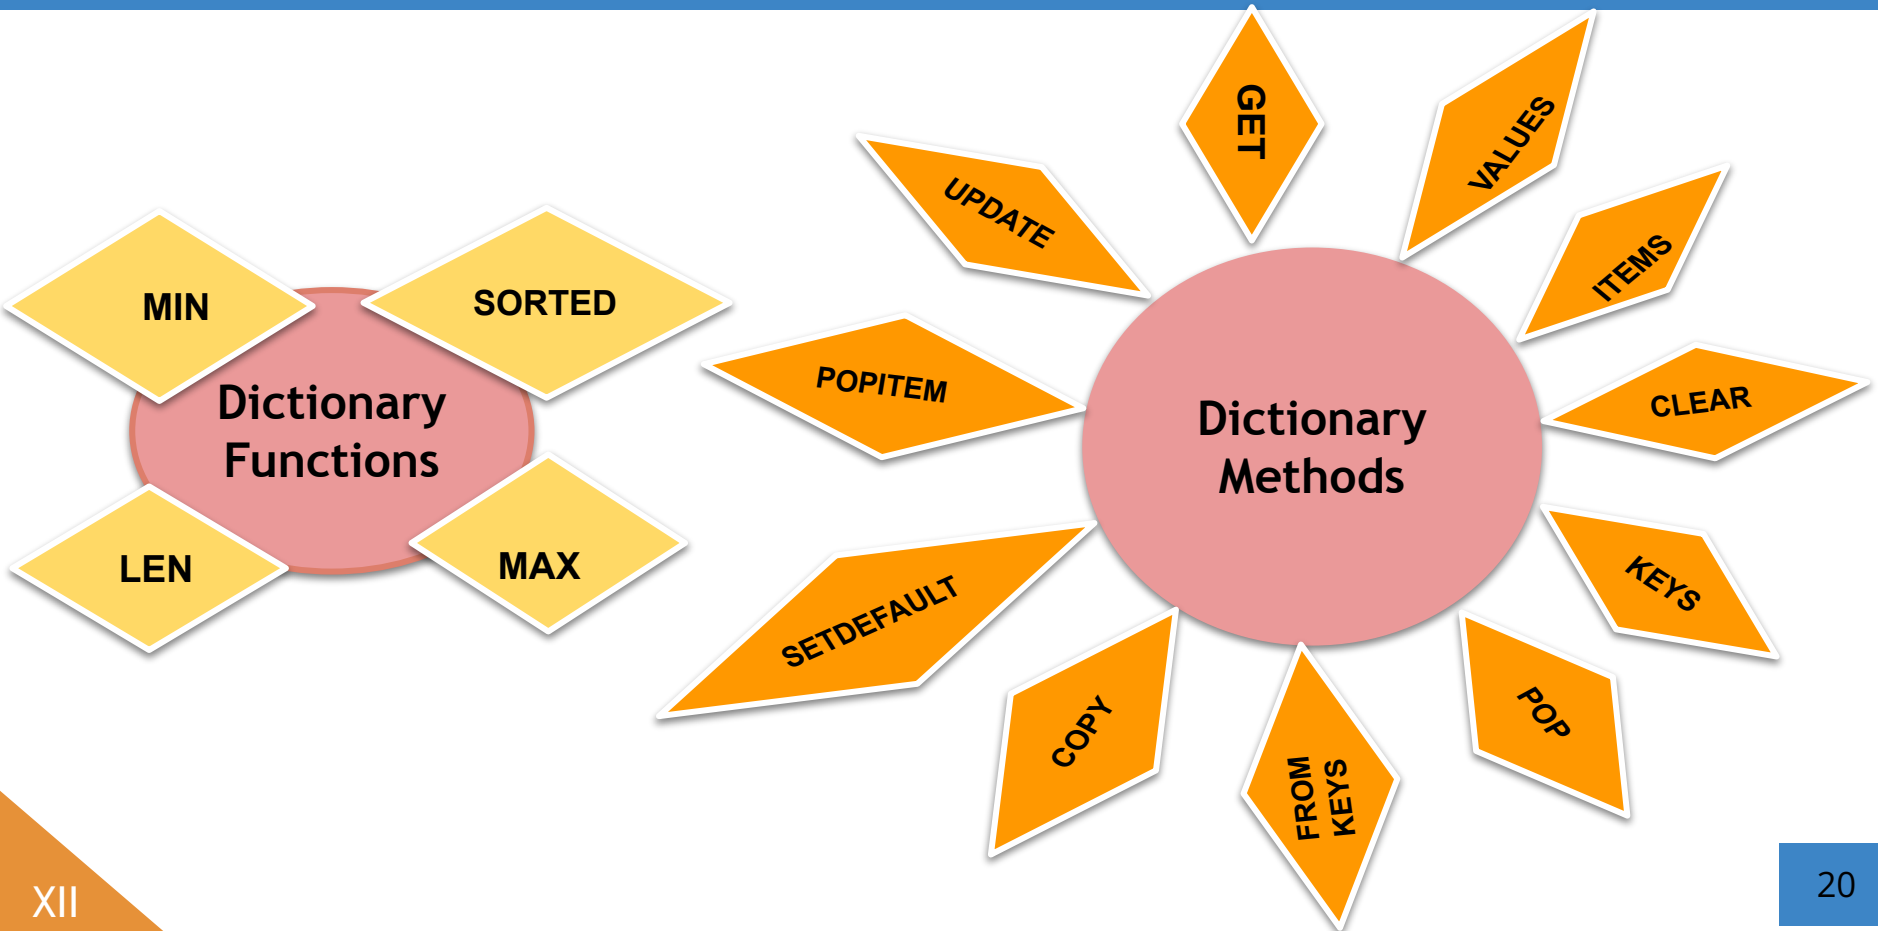 MIN
SORTED
Dictionary
Functions
LEN
MAX
GET
VALUES
ITEMS
CLEAR
KEYS
POP
FROM
KEYS
COPY
SETDEFAULT
POPITEM
UPDATE
Dictionary
Methods
XII
20